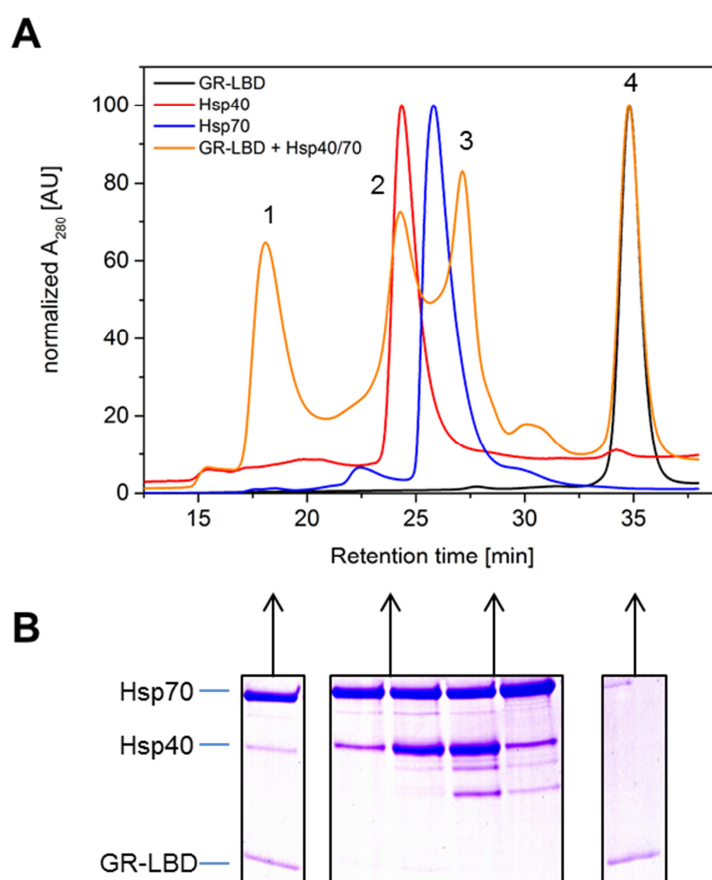 A
GR-LBD
Hsp40
Hsp70
GR-LBD + Hsp40/70
1
2
3
4
100
80
60
40
20
0
normalized A280 [AU]
15
20
25
30
35
Retention time [min]
B
Hsp70
Hsp40
GR-LBD